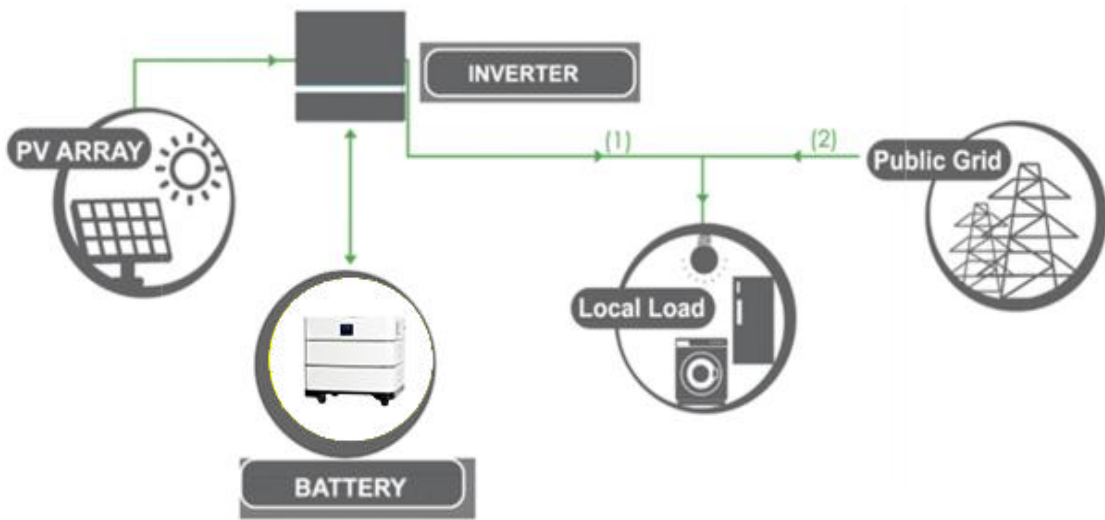 INVERTER
PV ARRAY
(1)
(2)
Public Grid
Local Load
BATTERY